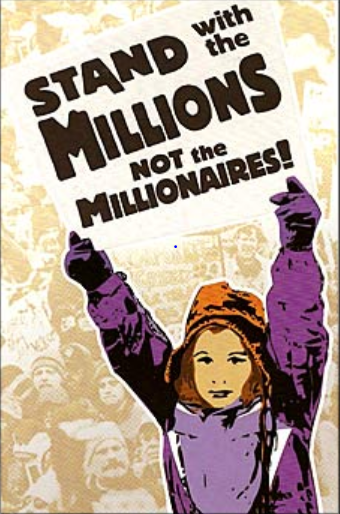 STAND with the
MILLIONS
NOT the
MILLIONAIRES!